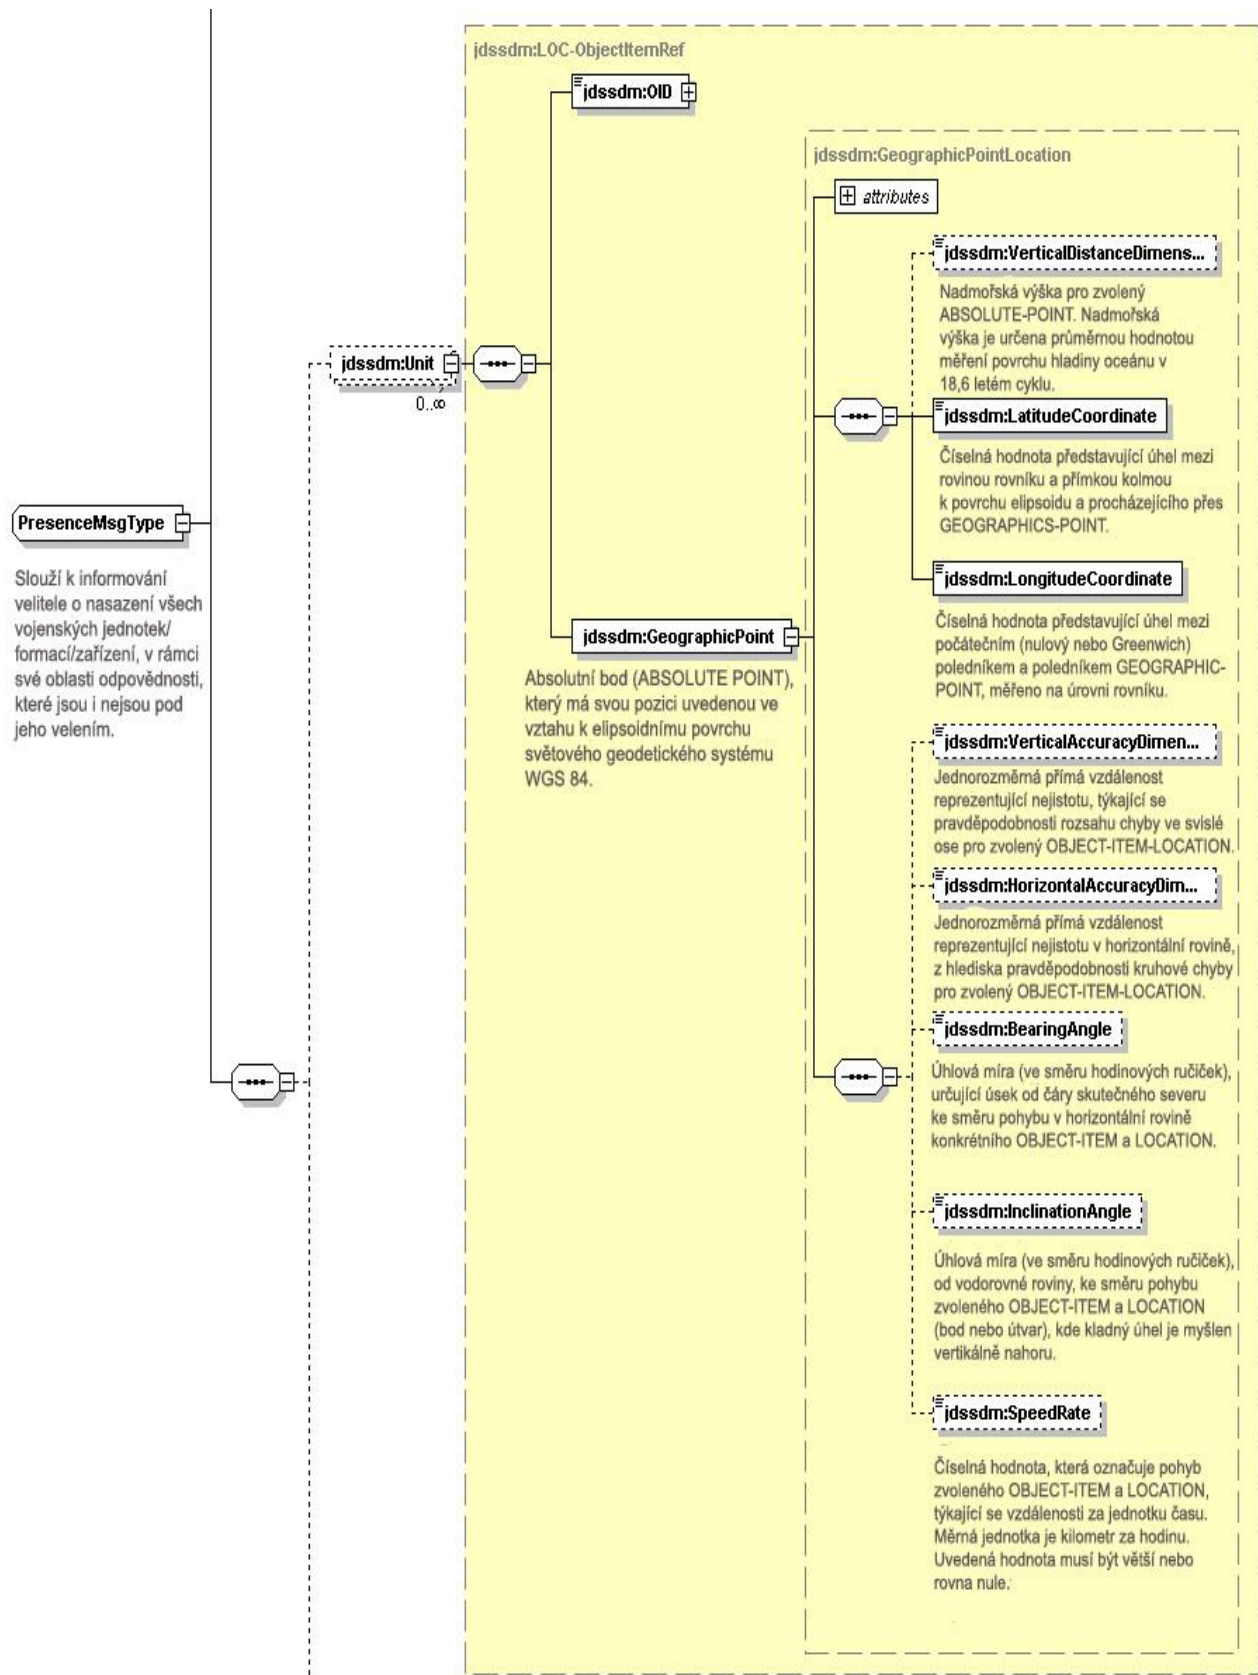 jdssdm:LOC-ObjectItemRef
jdssdm:OID
jdssdm:GeographicPointLocation
attributes
jdssdm:VerticalDistanceDimens...
Nadmořská výška pro zvolený
ABSOLUTE-POINT. Nadmořská
výška je určena průměrnou hodnotou
měření povrchu hladiny oceánu v
18,6 letém cyklu.
jdssdm:Unit
0..∞
jdssdm:LatitudeCoordinate
Číselná hodnota představující úhel mezi
rovinou rovníku a přímkou kolmou
k povrchu elipsoidu a procházejícího přes
GEOGRAPHICS-POINT.
PresenceMsgType
Slouží k informování
velitele o nasazení všech
vojenských jednotek/
formací/zařízení, v rámci
své oblasti odpovědnosti,
které jsou i nejsou pod
jeho velením.
jdssdm:LongitudeCoordinate
Číselná hodnota představující úhel mezi
počátečním (nulový nebo Greenwich)
poledníkem a poledníkem GEOGRAPHIC-
POINT, měřeno na úrovni rovníku.
jdssdm:GeographicPoint
Absolutní bod (ABSOLUTE POINT),
který má svou pozici uvedenou ve
vztahu k elipsoidnímu povrchu
světového geodetického systému
WGS 84.
jdssdm:VerticalAccuracyDimen...
Jednorozměrná přímá vzdálenost
reprezentující nejistotu, týkající se
pravděpodobnosti rozsahu chyby ve svislé
ose pro zvolený OBJECT-ITEM-LOCATION.
jdssdm:HorizontalAccuracyDim...
Jednorozměrná přímá vzdálenost
reprezentující nejistotu v horizontální rovině,
z hlediska pravděpodobnosti kruhové chyby
pro zvolený OBJECT-ITEM-LOCATION.
jdssdm:BearingAngle
Úhlová míra (ve směru hodinových ručiček),
určující úsek od čáry skutečného severu
ke směru pohybu v horizontální rovině
konkrétního OBJECT-ITEM a LOCATION.
jdssdm:InclinationAngle
Úhlová míra (ve směru hodinových ručiček),
od vodorovné roviny, ke směru pohybu
zvoleného OBJECT-ITEM a LOCATION
(bod nebo útvar), kde kladný úhel je myšlen
vertikálně nahoru.
jdssdm:SpeedRate
Číselná hodnota, která označuje pohyb
zvoleného OBJECT-ITEM a LOCATION,
týkající se vzdálenosti za jednotku času.
Měrná jednotka je kilometr za hodinu.
Uvedená hodnota musí být větší nebo
rovna nule.